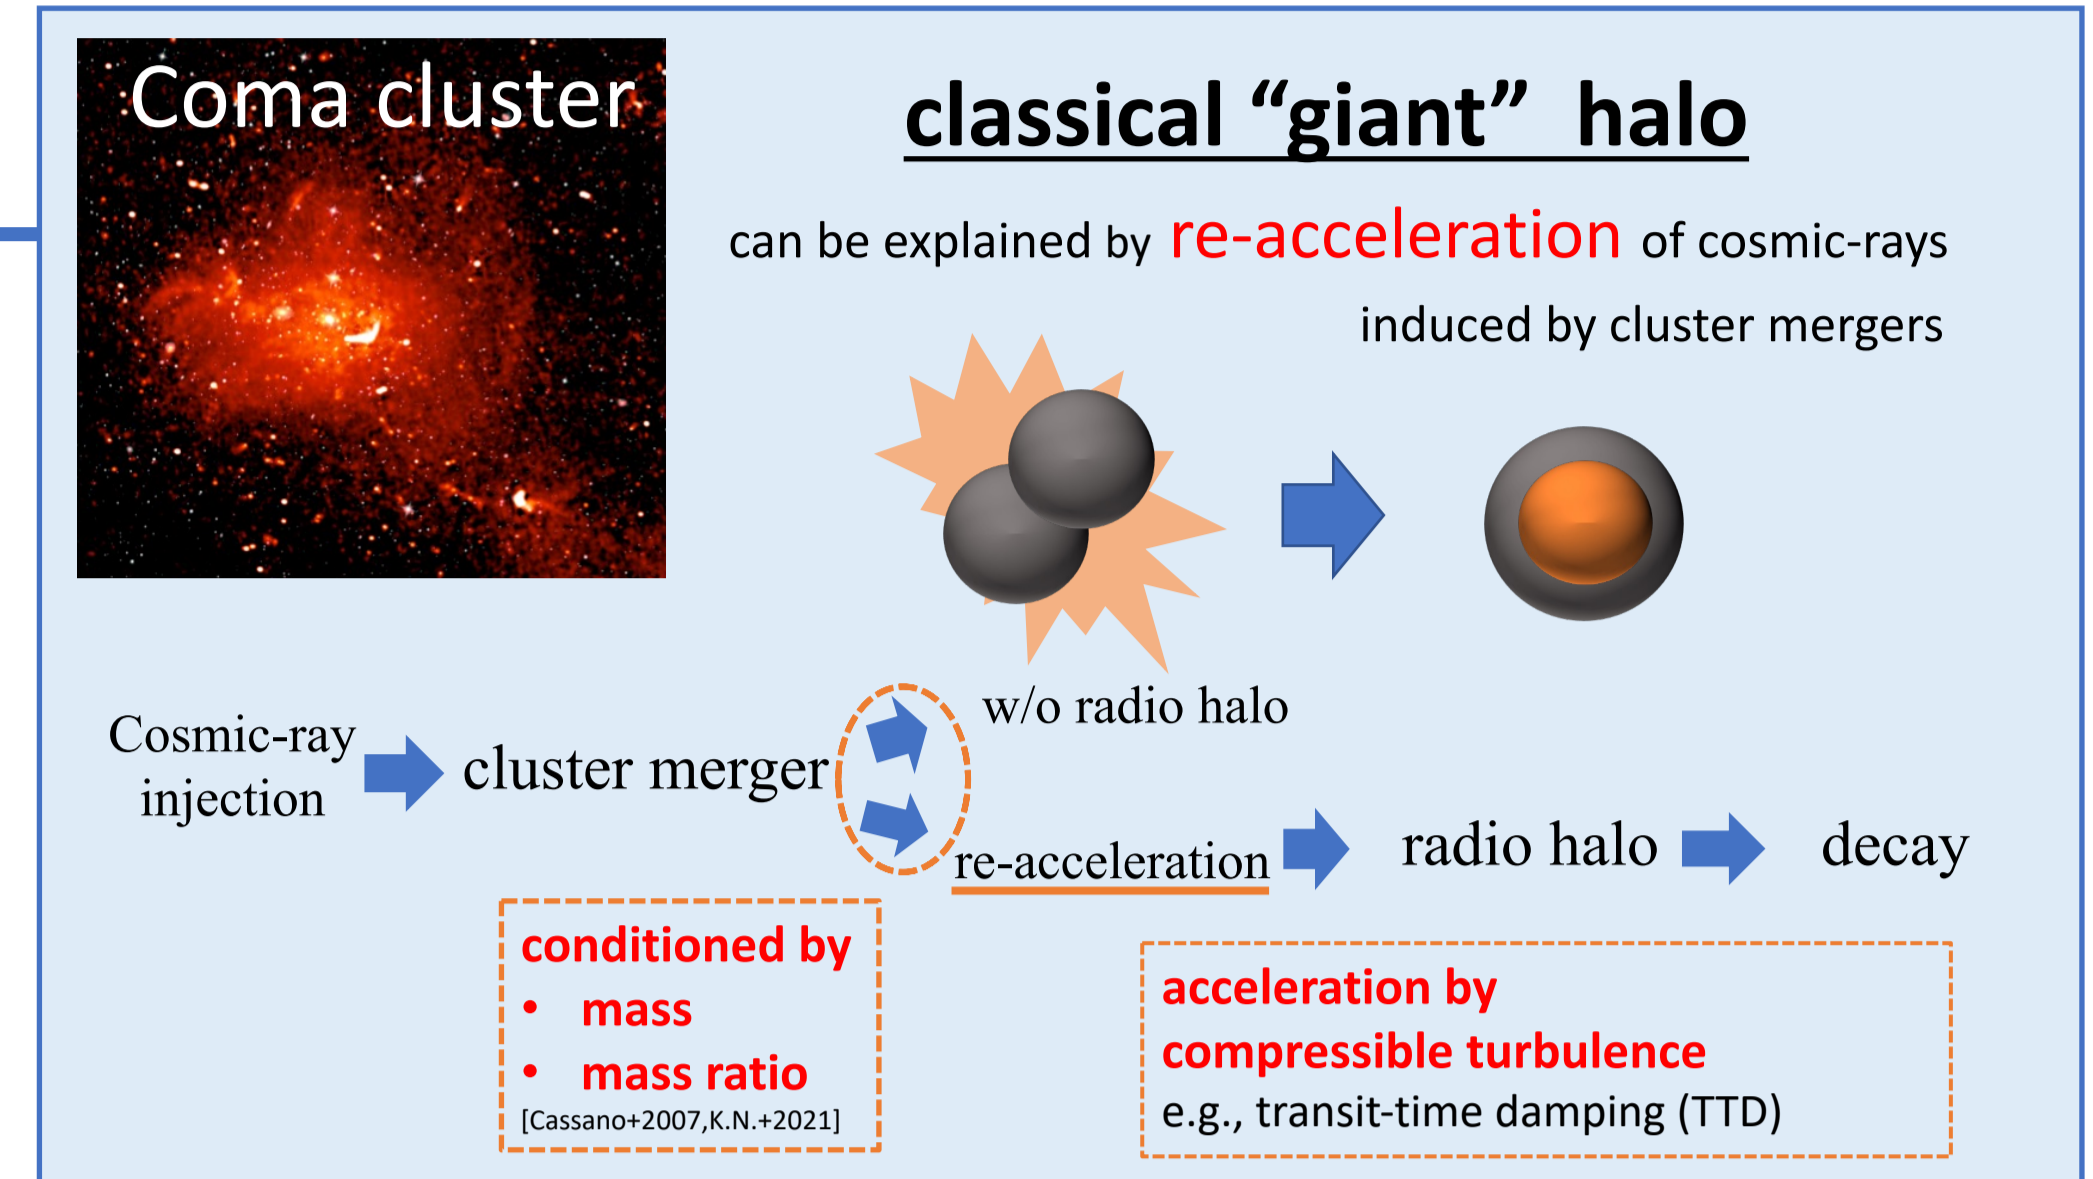 Coma cluster
classical “giant” halo
can be explained by re-acceleration of cosmic-rays
induced by cluster mergers
w/o radio halo
Cosmic-ray
injection
cluster merger
re-acceleration
radio halo
decay
conditioned by
• mass
• mass ratio
[Cassano+2007,K.N.+2021]
acceleration by
compressible turbulence
e.g., transit-time damping (TTD)